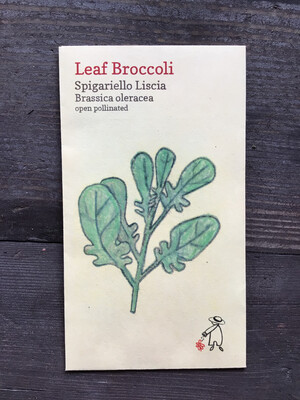 Leaf Broccoli
Spigariello Liscia
Brassica oleracea
open pollinated